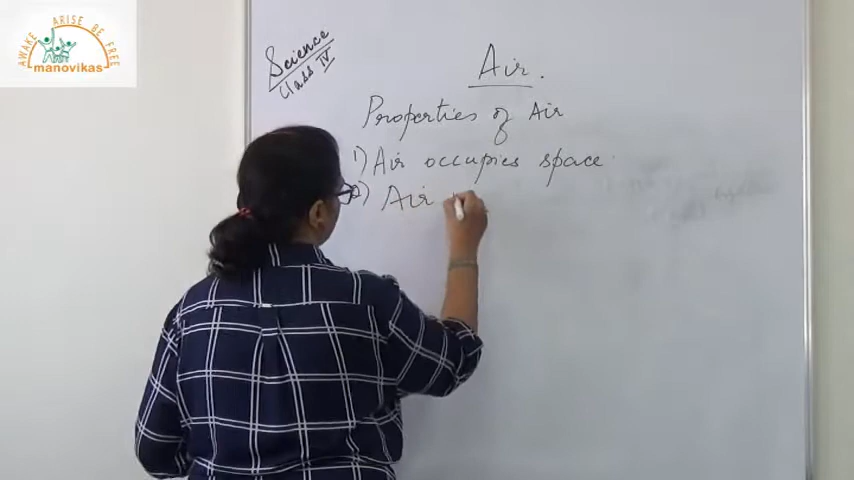 AWAKE ARISE BE FREE
manovikas
Science
Class IV
Air.
Properties of Air
1) Air occupies space
2) Air